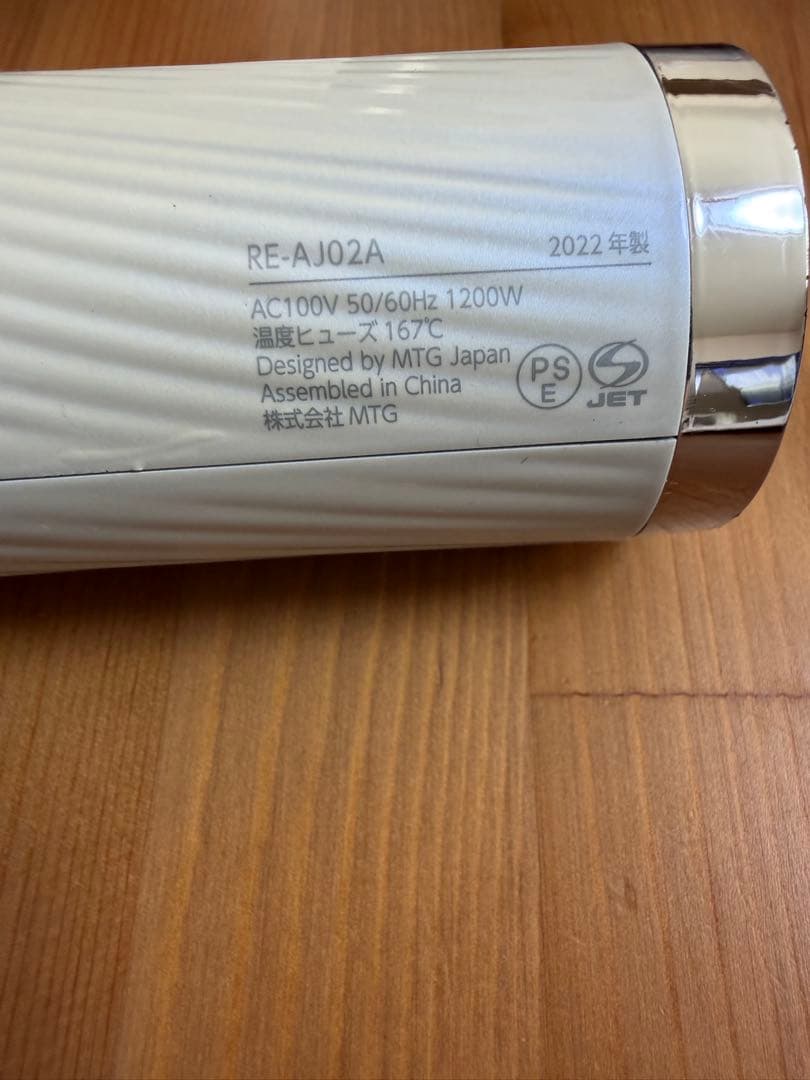 RE-AJ02A 2022年製
AC100V 50/60Hz 1200W
温度ヒューズ 167℃
Designed by MTG Japan
Assembled in China
株式会社 MTG
PS
E
JET